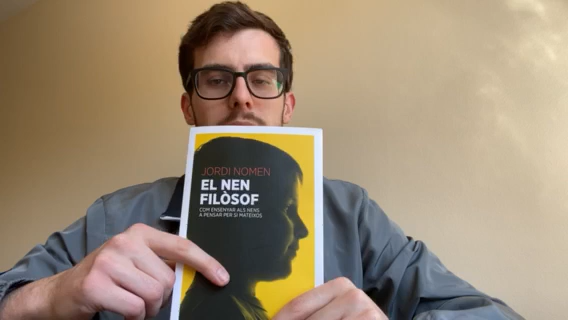 JORDI NOMEN
EL NEN
FILÒSOF
COM ENSENYAR ALS NENS
A PENSAR PER SI MATEIXOS